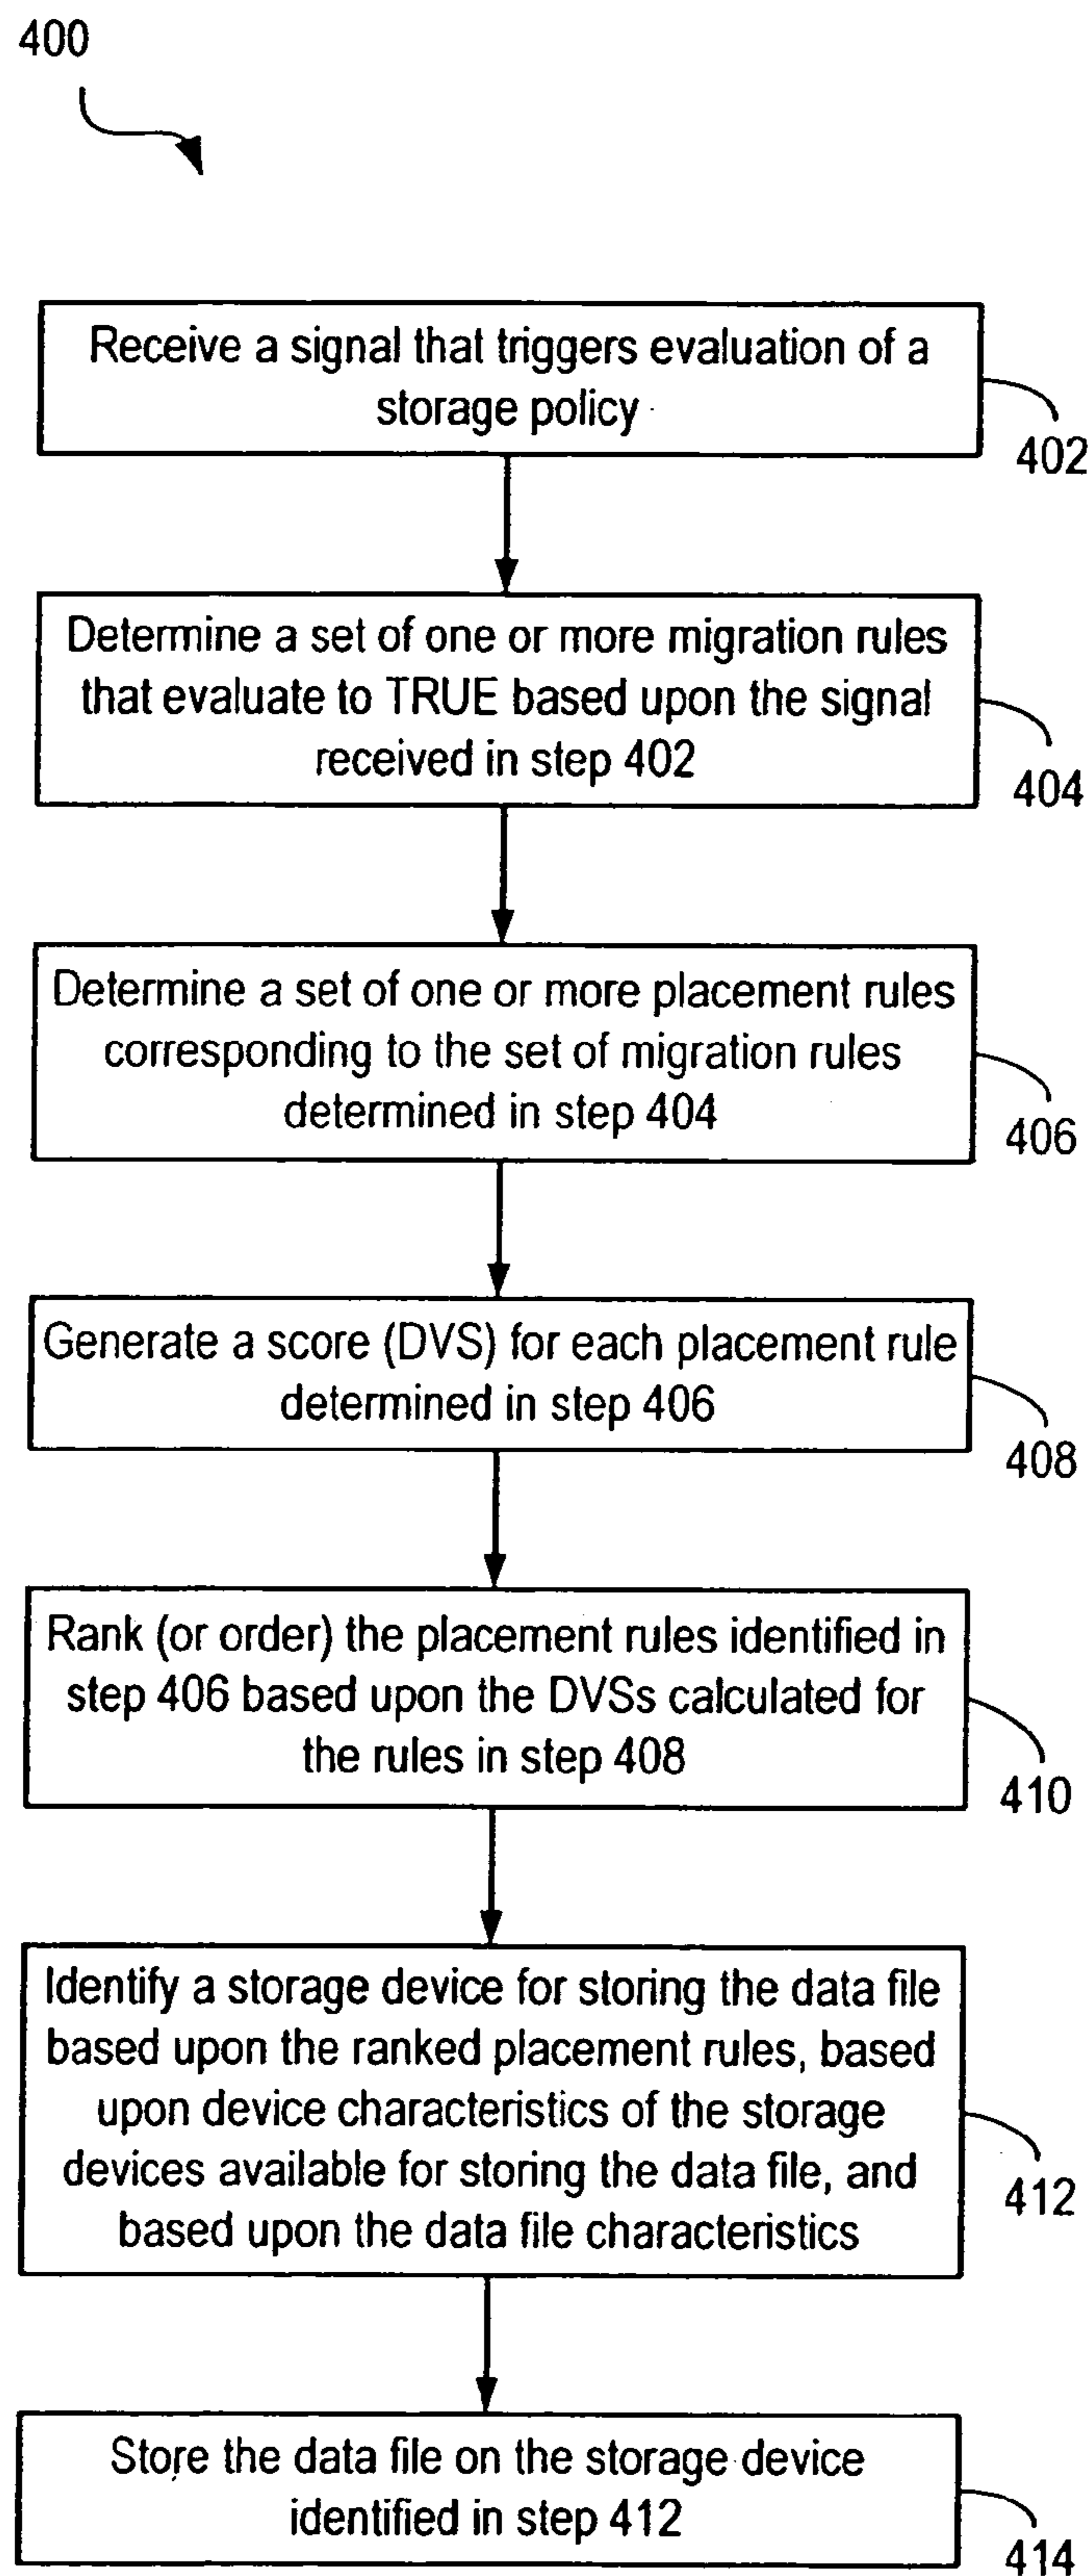 400
Receive a signal that triggers evaluation of a
storage policy
402
Determine a set of one or more migration rules
that evaluate to TRUE based upon the signal
received in step 402
404
Determine a set of one or more placement rules
corresponding to the set of migration rules
determined in step 404
406
Generate a score (DVS) for each placement rule
determined in step 406
408
Rank (or order) the placement rules identified in
step 406 based upon the DVSs calculated for
the rules in step 408
410
Identify a storage device for storing the data file
based upon the ranked placement rules, based
upon device characteristics of the storage
devices available for storing the data file, and
based upon the data file characteristics
412
Store the data file on the storage device
identified in step 412
414